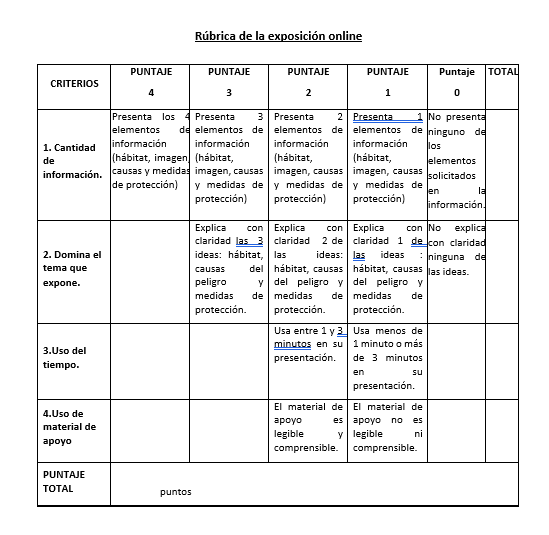 Rúbrica de la exposición online
CRITERIOS
PUNTAJE
4
PUNTAJE
3
PUNTAJE
2
PUNTAJE
1
Puntaje
0
TOTAL
1. Cantidad
de
información.
Presenta los 4
elementos de
información
(hábitat, imagen,
causas y medidas
de protección)
Presenta 3
elementos de
información
(hábitat,
imagen, causas
y medidas de
protección)
Presenta 2
elementos de
información
(hábitat,
imagen, causas
y medidas de
protección)
Presenta 1
elementos de
información
(hábitat,
imagen, causas
y medidas de
protección)
No presenta
ninguno de
los
elementos
solicitados
en la
información.
2. Domina el
tema que
expone.
Explica con
claridad las 3
ideas: hábitat,
causas del
peligro y
medidas de
protección.
Explica con
claridad 2 de
las ideas:
hábitat, causas
del peligro y
medidas de
protección.
Explica con
claridad 1 de
las ideas :
hábitat, causas
del peligro y
medidas de
protección.
No explica
con claridad
ninguna de
las ideas.
3.Uso del
tiempo.
Usa entre 1 y 3
minutos en su
presentación.
Usa menos de
1 minuto o más
de 3 minutos
en su
presentación.
4.Uso de
material de
apoyo
El material de
apoyo es
legible y
comprensible.
El material de
apoyo no es
legible ni
comprensible.
PUNTAJE
TOTAL
puntos